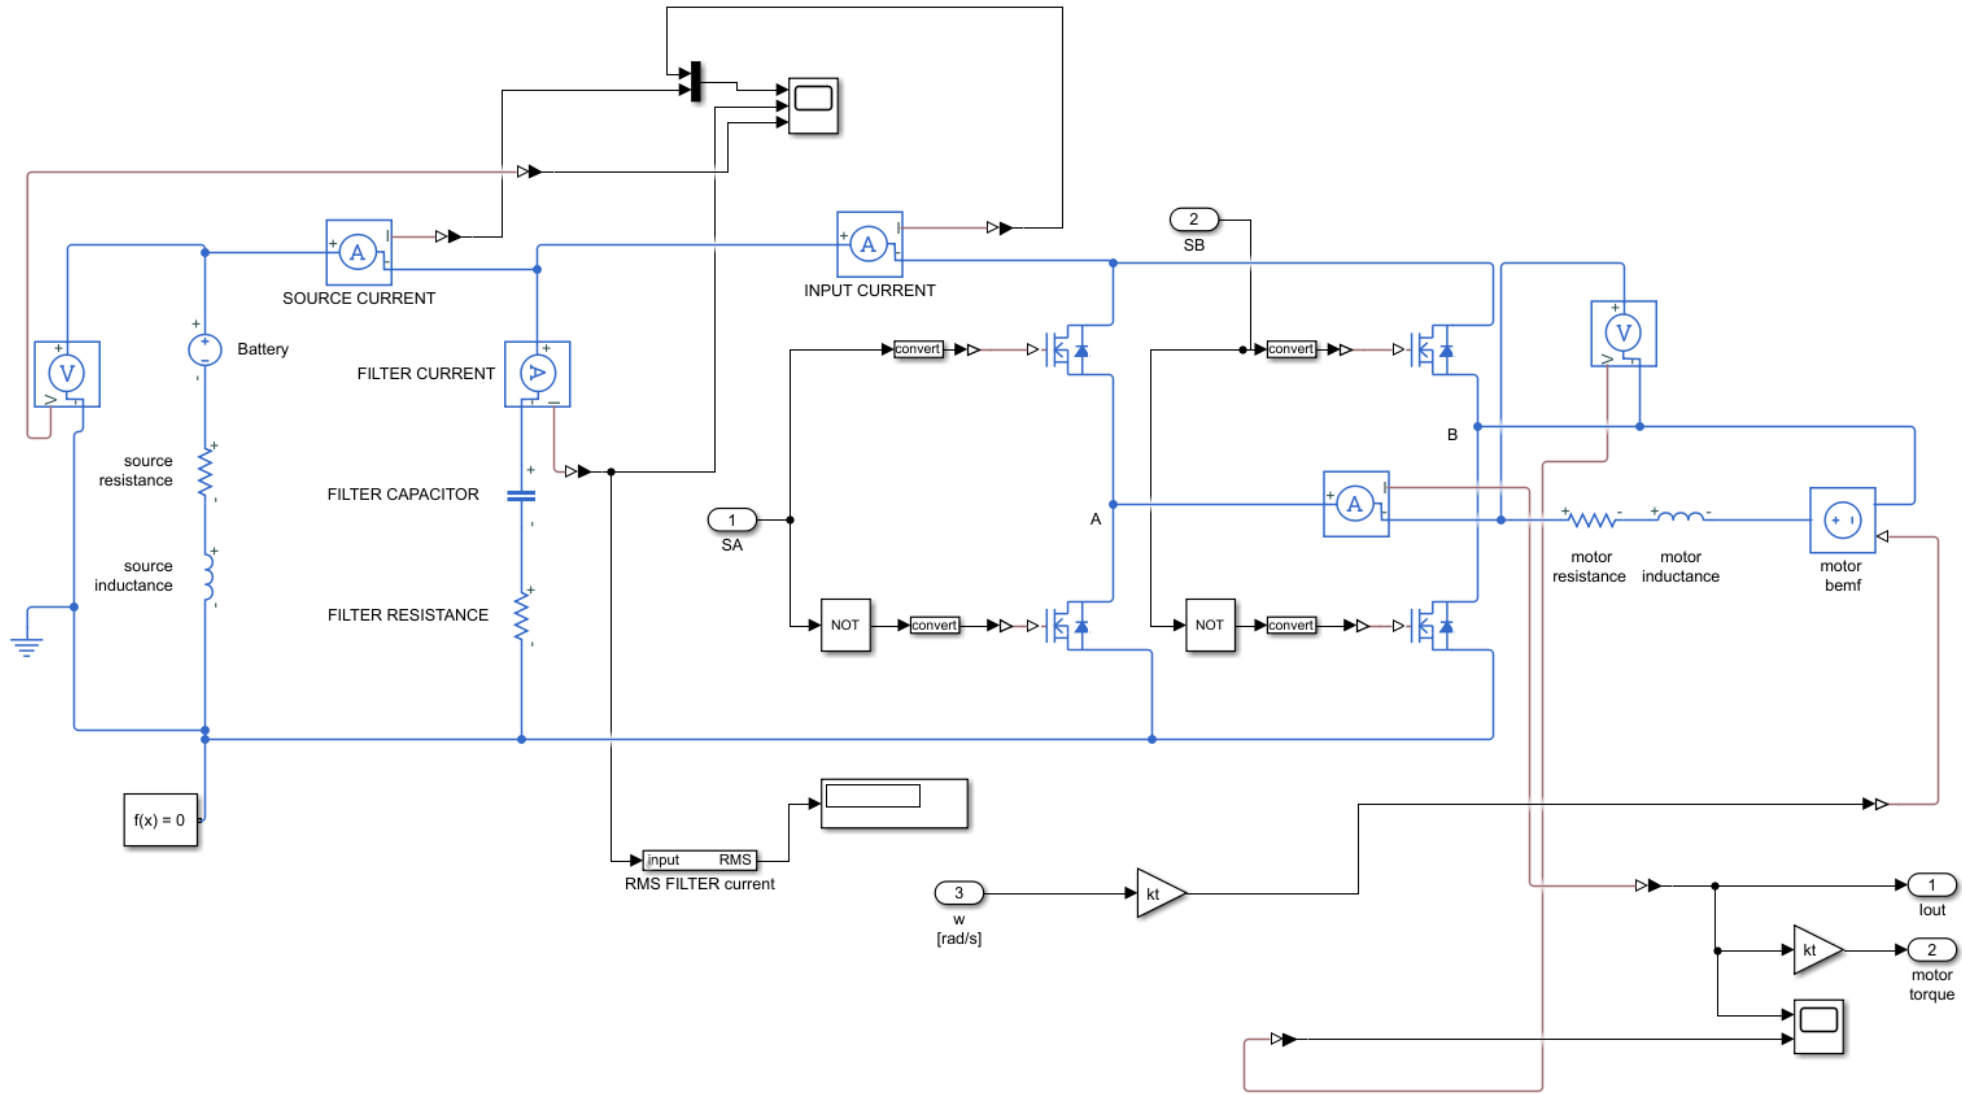 2
SB
A
SOURCE CURRENT
A
INPUT CURRENT
V
Battery
FILTER CURRENT
A
convert
convert
V
B
source
resistance
FILTER CAPACITOR
1
SA
A
A
motor
resistance
motor
inductance
motor
bemf
source
inductance
FILTER RESISTANCE
NOT
convert
NOT
convert
f(x) = 0
input RMS
RMS FILTER current
3
w
[rad/s]
kt
1
Iout
kt
2
motor
torque